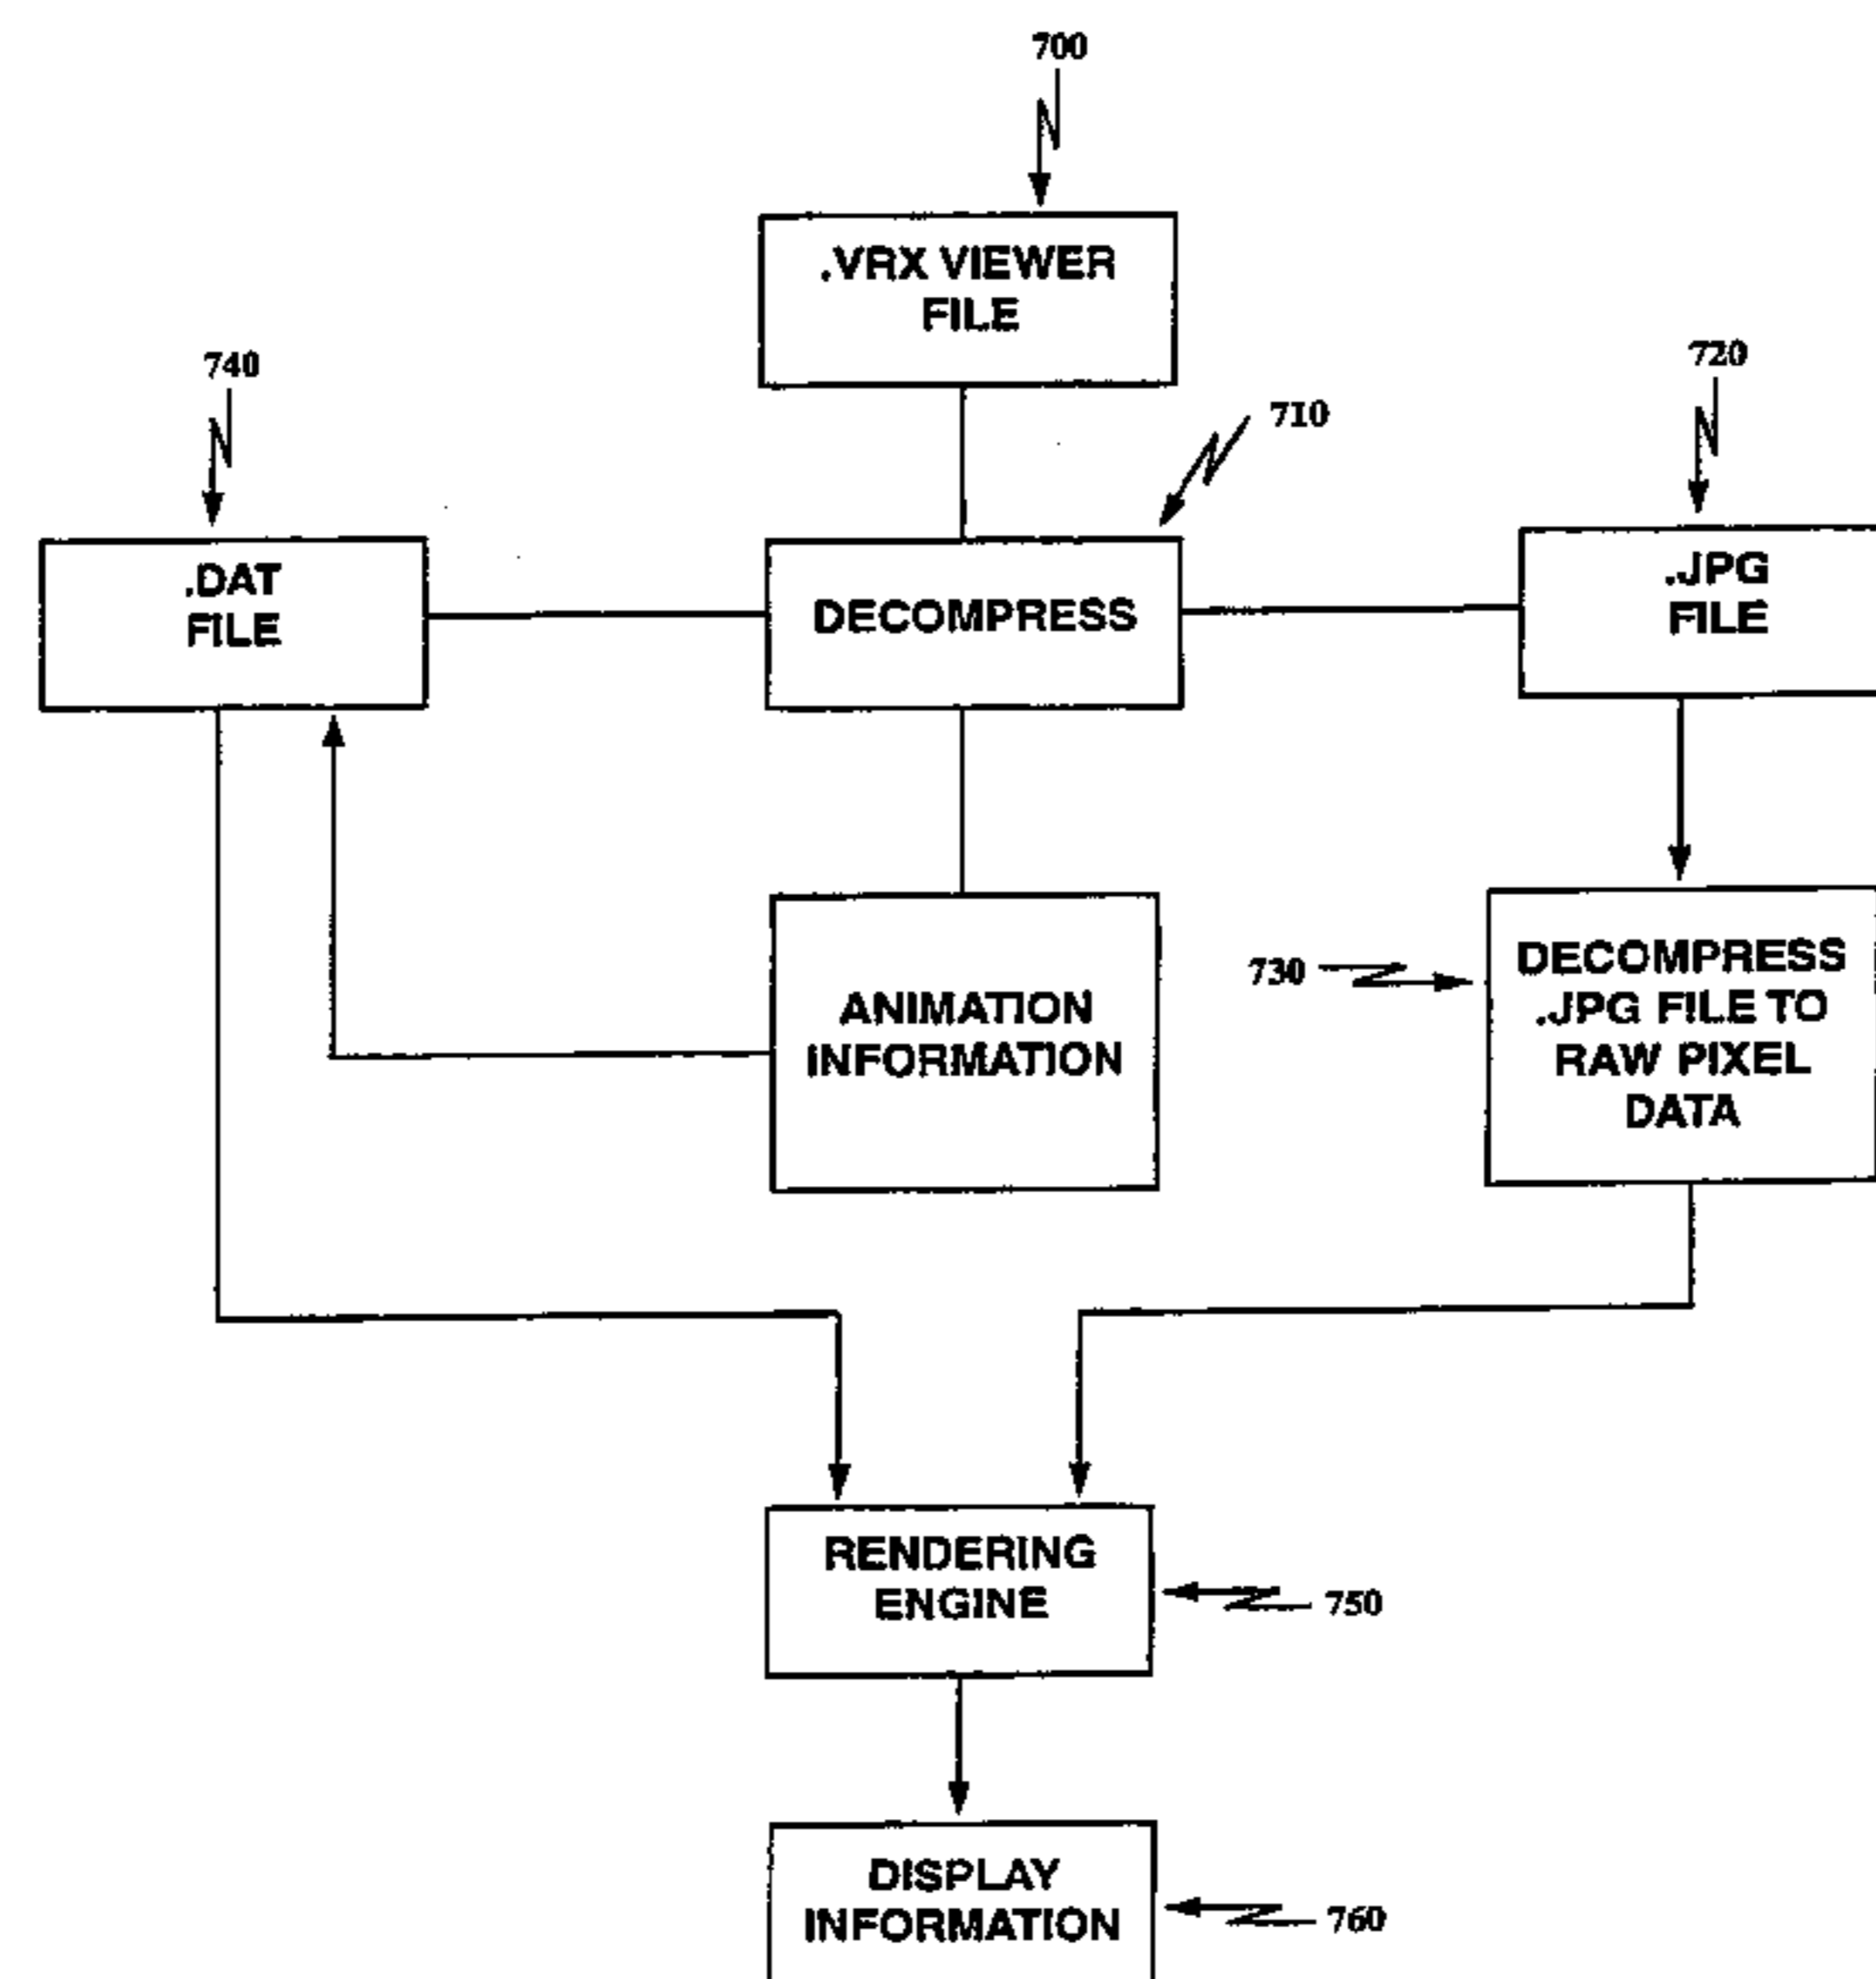 700
.VRX VIEWER
FILE
740
720
710
.DAT
FILE
DECOMPRESS
.JPG
FILE
730
ANIMATION
INFORMATION
DECOMPRESS
.JPG FILE TO
RAW PIXEL
DATA
RENDERING
ENGINE
750
DISPLAY
INFORMATION
760